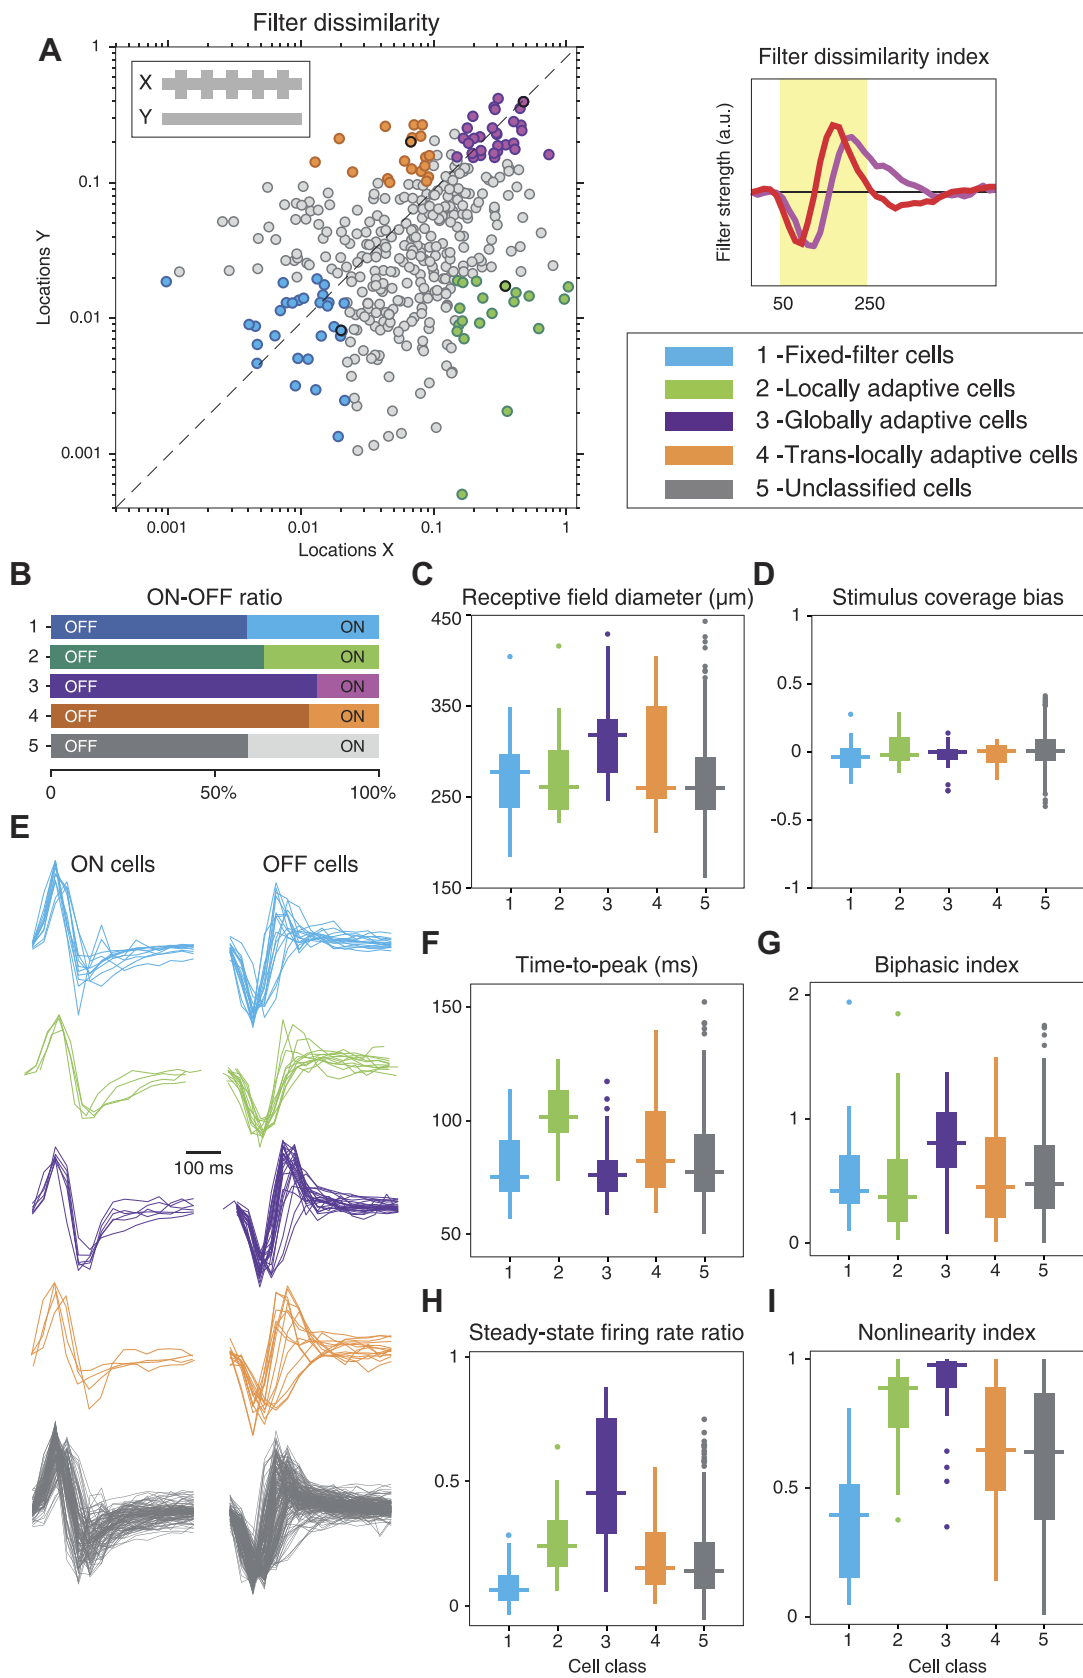 A
Filter dissimilarity
1
0.1
0.01
0.001
Locations Y
X
Y
0.001
0.01
0.1
1
Locations X
Filter dissimilarity index
Filter strength (a.u.)
50
250
1 -Fixed-filter cells
2 -Locally adaptive cells
3 -Globally adaptive cells
4 -Trans-locally adaptive cells
5 -Unclassified cells
B
ON-OFF ratio
1 OFF ON
2 OFF ON
3 OFF ON
4 OFF ON
5 OFF ON
0 50% 100%
C
Receptive field diameter (μm)
450
350
250
150
1 2 3 4 5
D
Stimulus coverage bias
1
0.5
0
-0.5
-1
1 2 3 4 5
E
ON cells
OFF cells
100 ms
F
Time-to-peak (ms)
150
100
50
1 2 3 4 5
G
Biphasic index
2
1
0
1 2 3 4 5
H
Steady-state firing rate ratio
1
0.5
0
1 2 3 4 5
Cell class
I
Nonlinearity index
1
0.5
0
1 2 3 4 5
Cell class